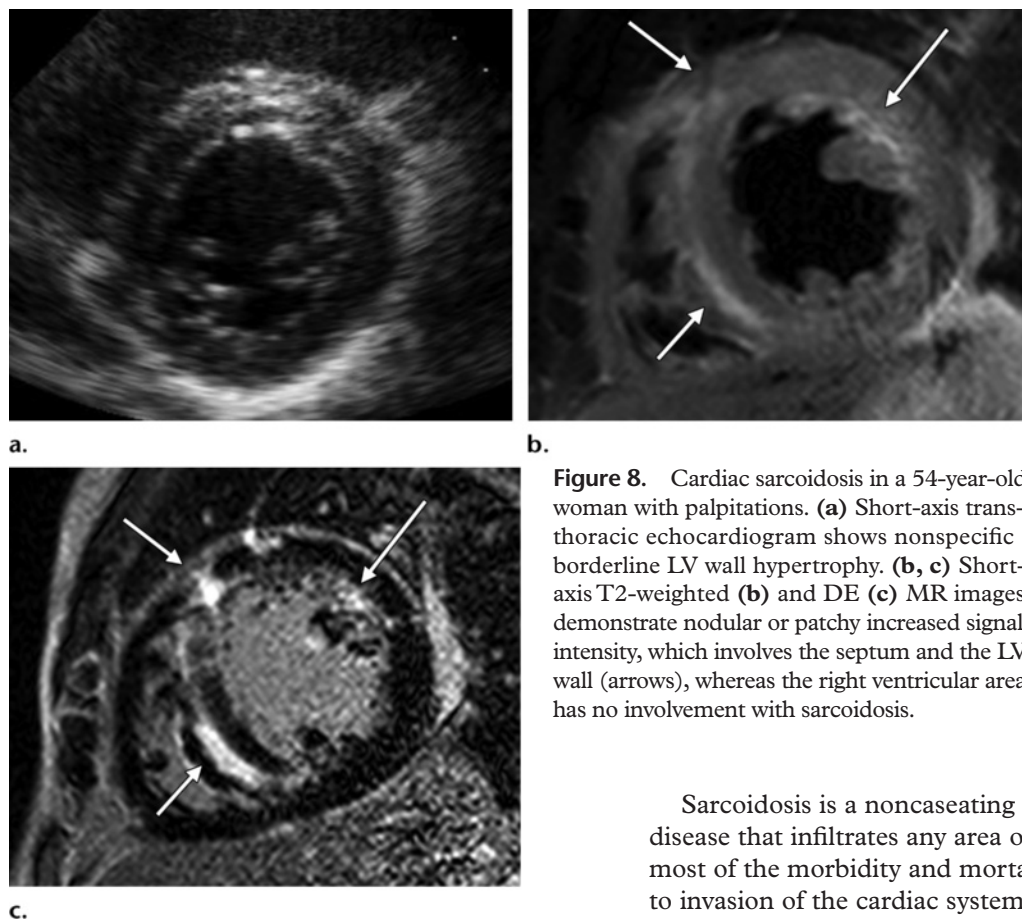 a.
b.
Figure 8. Cardiac sarcoidosis in a 54-year-old
woman with palpitations. (a) Short-axis trans-
thoracic echocardiogram shows nonspecific
borderline LV wall hypertrophy. (b, c) Short-
axis T2-weighted (b) and DE (c) MR images
demonstrate nodular or patchy increased signal
intensity, which involves the septum and the LV
wall (arrows), whereas the right ventricular area
has no involvement with sarcoidosis.
c.
Sarcoidosis is a noncaseating
disease that infiltrates any area o
most of the morbidity and morta
to invasion of the cardiac system